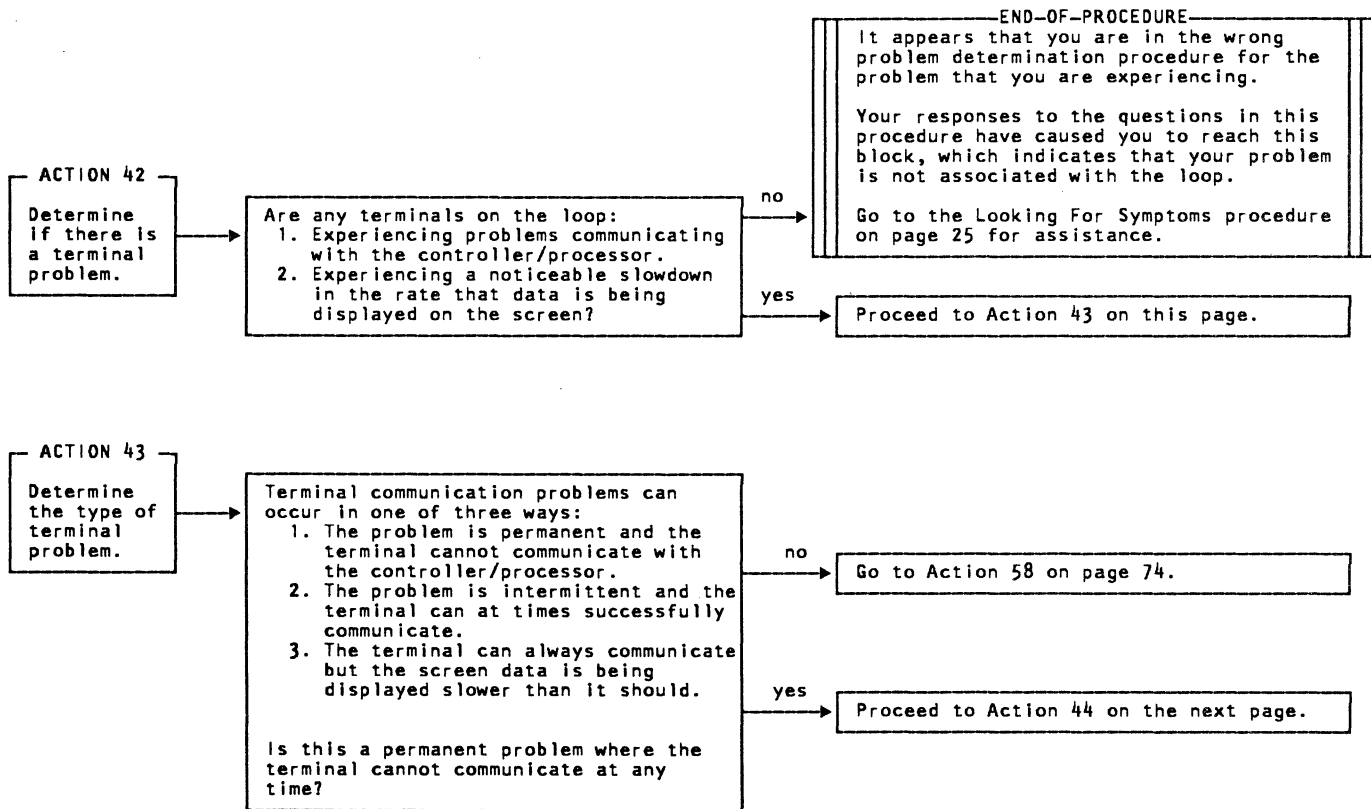 END-OF-PROCEDURE
It appears that you are in the wrong
problem determination procedure for the
problem that you are experiencing.
Your responses to the questions in this
procedure have caused you to reach this
block, which indicates that your problem
is not associated with the loop.
Go to the Looking For Symptoms procedure
on page 25 for assistance.
ACTION 42
Determine
if there is
a terminal
problem.
Are any terminals on the loop:
1. Experiencing problems communicating
with the controller/processor.
2. Experiencing a noticeable slowdown
in the rate that data is being
displayed on the screen?
no
yes
Proceed to Action 43 on this page.
ACTION 43
Determine
the type of
terminal
problem.
Terminal communication problems can
occur in one of three ways:
1. The problem is permanent and the
terminal cannot communicate with
the controller/processor.
2. The problem is intermittent and the
terminal can at times successfully
communicate.
3. The terminal can always communicate
but the screen data is being
displayed slower than it should.
Is this a permanent problem where the
terminal cannot communicate at any
time?
no
Go to Action 58 on page 74.
yes
Proceed to Action 44 on the next page.